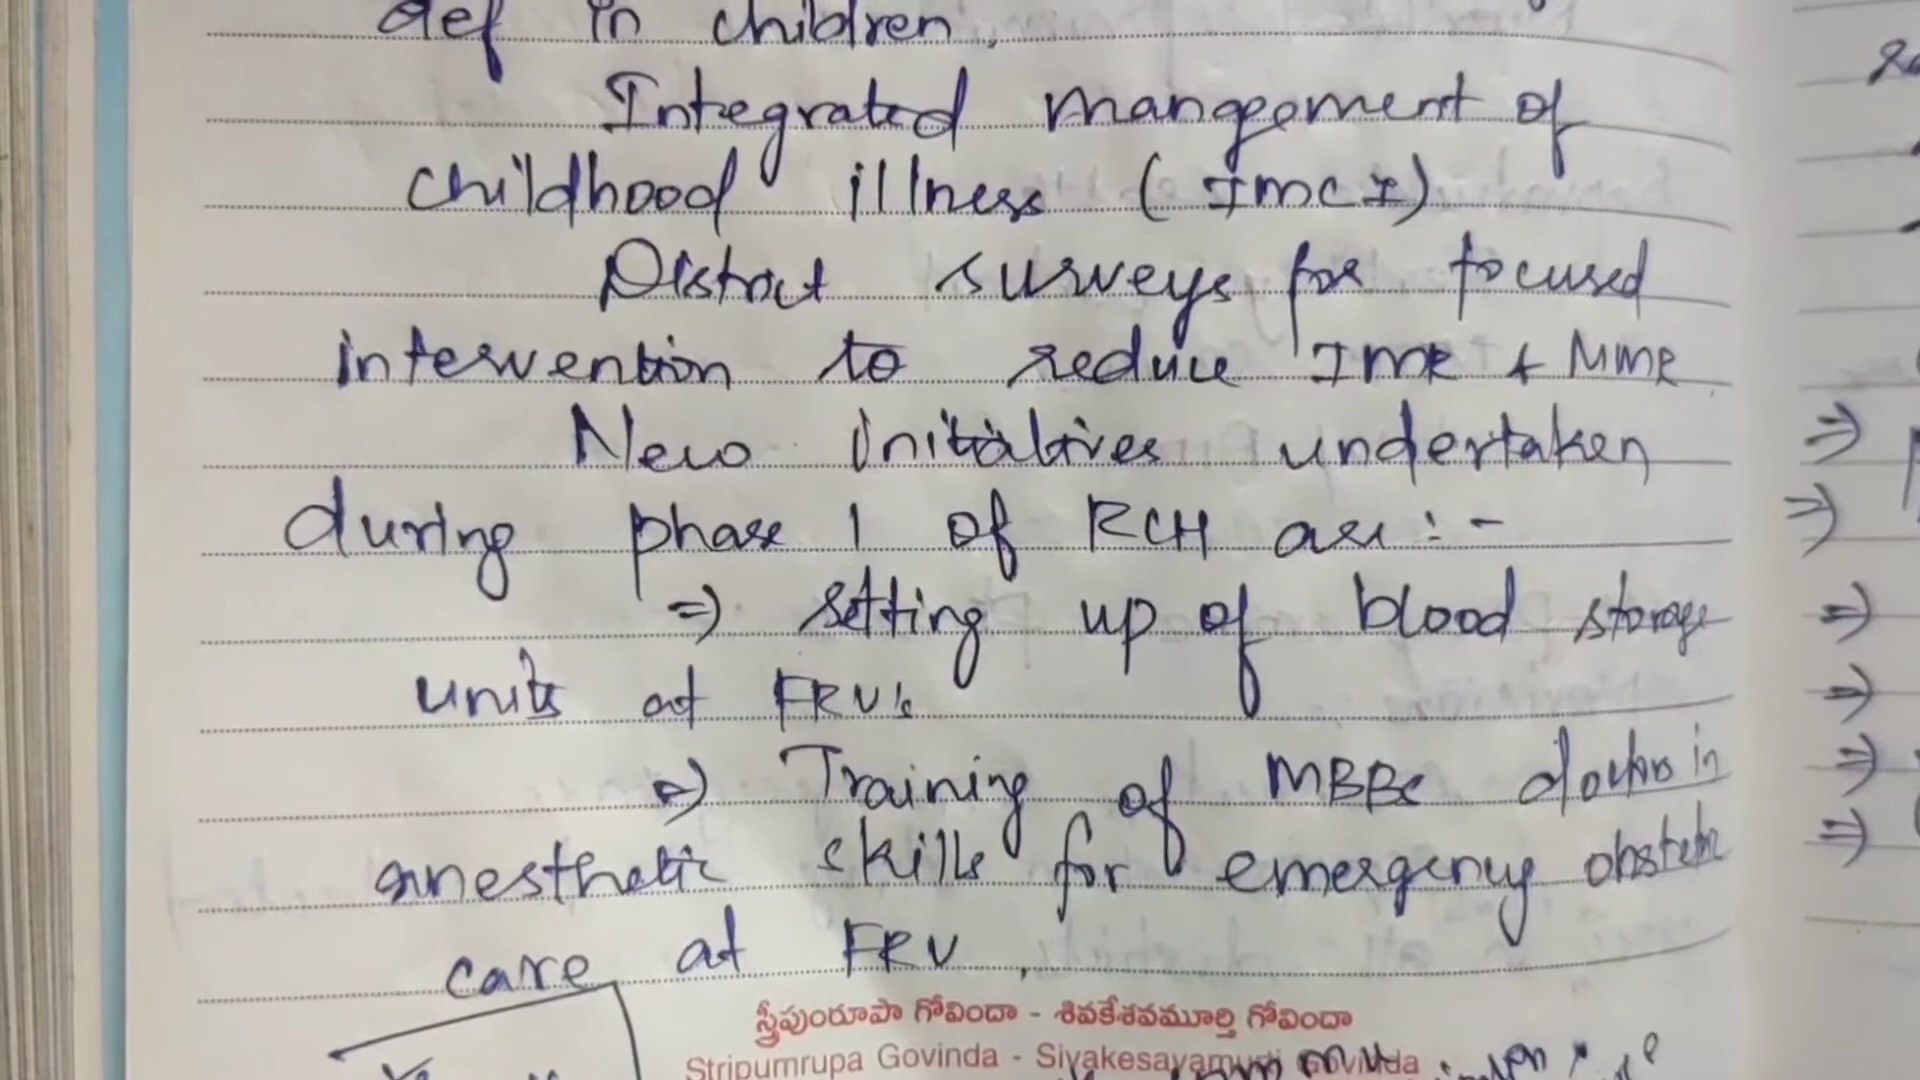 def in children.
Integrated mangement of
childhood illness (IMCI)
District surveys for focused
intervention to reduce IMR & MMR
New initiatives undertaken
during phase 1 of RCH are :-
⇒ setting up of blood storage
units at FRU's
⇒ Training of MBBS doctors in
anesthetic skills for emergency obstetric
care at FRU.
స్త్రీపుంరూపా గోవిందా - శివకేశవమూర్తి గోవిందా
Stripumrupa Govinda - Sivakesavamurti Govinda
⇒
⇒
⇒
⇒
⇒
⇒